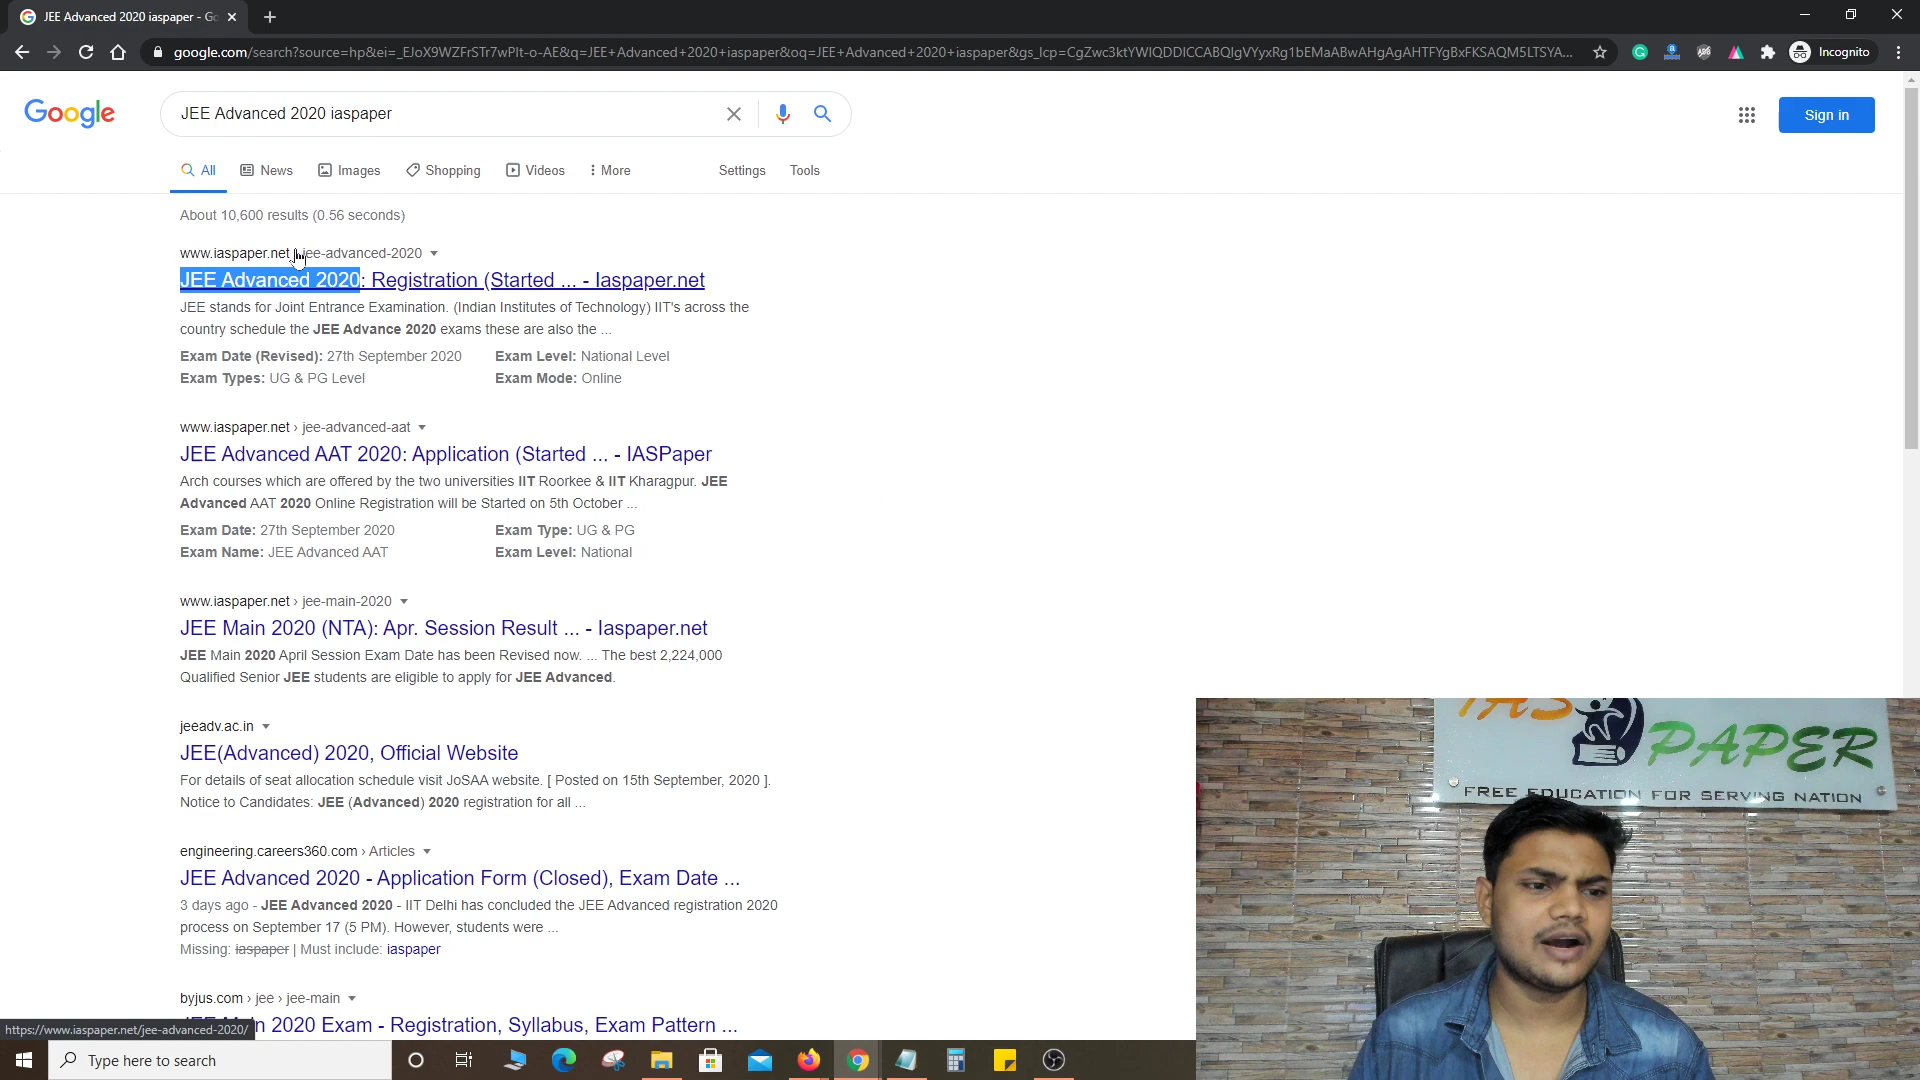 JEE Advanced 2020 iaspaper - Go
google.com/search?source=hp&ei=_EJoX9WZFrSTr7wPlt-o-AE&q=JEE+Advanced+2020+iaspaper&oq=JEE+Advanced+2020+iaspaper&gs_lcp=CgZwc3ktYWIQDDICCABQlgVYyxRg1bEMaABwAHgAgAHTFYgBxFKSAQM5LTSYA...
Incognito
Google
JEE Advanced 2020 iaspaper
Sign in
All News Images Shopping Videos More Settings Tools
About 10,600 results (0.56 seconds)
www.iaspaper.net › jee-advanced-2020
JEE Advanced 2020: Registration (Started ... - Iaspaper.net
JEE stands for Joint Entrance Examination. (Indian Institutes of Technology) IIT's across the
country schedule the JEE Advance 2020 exams these are also the ...
Exam Date (Revised): 27th September 2020 Exam Level: National Level
Exam Types: UG & PG Level Exam Mode: Online
www.iaspaper.net › jee-advanced-aat
JEE Advanced AAT 2020: Application (Started ... - IASPaper
Arch courses which are offered by the two universities IIT Roorkee & IIT Kharagpur. JEE
Advanced AAT 2020 Online Registration will be Started on 5th October ...
Exam Date: 27th September 2020 Exam Type: UG & PG
Exam Name: JEE Advanced AAT Exam Level: National
www.iaspaper.net › jee-main-2020
JEE Main 2020 (NTA): Apr. Session Result ... - Iaspaper.net
JEE Main 2020 April Session Exam Date has been Revised now. ... The best 2,224,000
Qualified Senior JEE students are eligible to apply for JEE Advanced.
jeeadv.ac.in
JEE(Advanced) 2020, Official Website
For details of seat allocation schedule visit JoSAA website. [ Posted on 15th September, 2020 ].
Notice to Candidates: JEE (Advanced) 2020 registration for all ...
engineering.careers360.com › Articles
JEE Advanced 2020 - Application Form (Closed), Exam Date ...
3 days ago - JEE Advanced 2020 - IIT Delhi has concluded the JEE Advanced registration 2020
process on September 17 (5 PM). However, students were ...
Missing: iaspaper | Must include: iaspaper
byjus.com › jee › jee-main
n 2020 Exam - Registration, Syllabus, Exam Pattern ...
https://www.iaspaper.net/jee-advanced-2020/
Type here to search
IAS PAPER
FREE EDUCATION FOR SERVING NATION